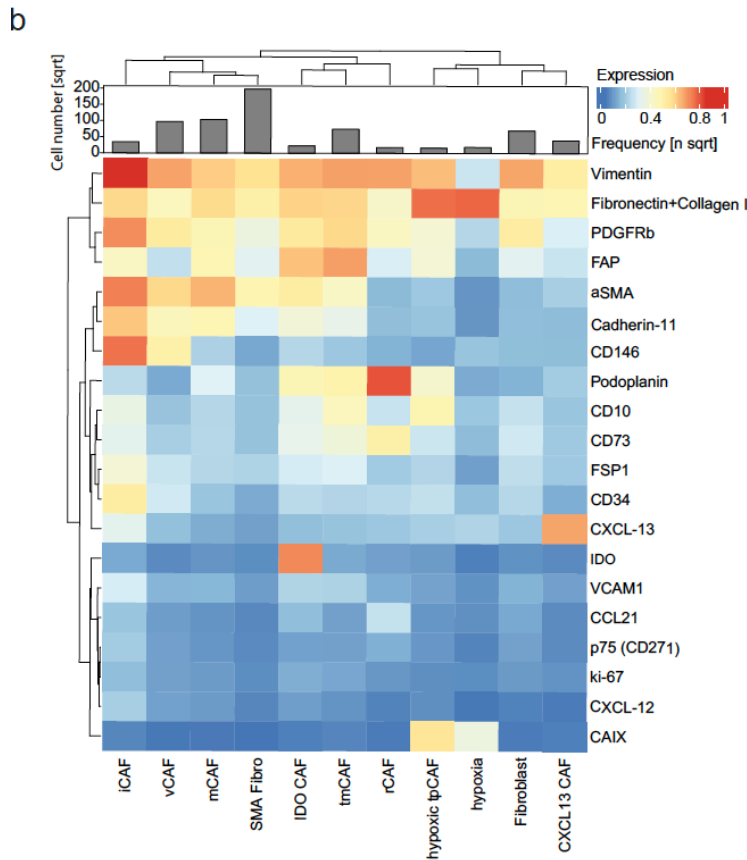 b
Cell number [sqrt]
200
150
100
50
0
Expression
0 0.4 1
Frequency [n sqrt]
Vimentin
Fibronectin+Collagen I
PDGFRb
FAP
aSMA
Cadherin-11
CD146
Podoplanin
CD10
CD73
FSP1
CD34
CXCL-13
IDO
VCAM1
CCL21
p75 (CD271)
ki-67
CXCL-12
CAIX
iCAF
vCAF
mCAF
SMA Fibro
IDO CAF
tmCAF
rCAF
hypoxic tpCAF
hypoxia
Fibroblast
CXCL13 CAF